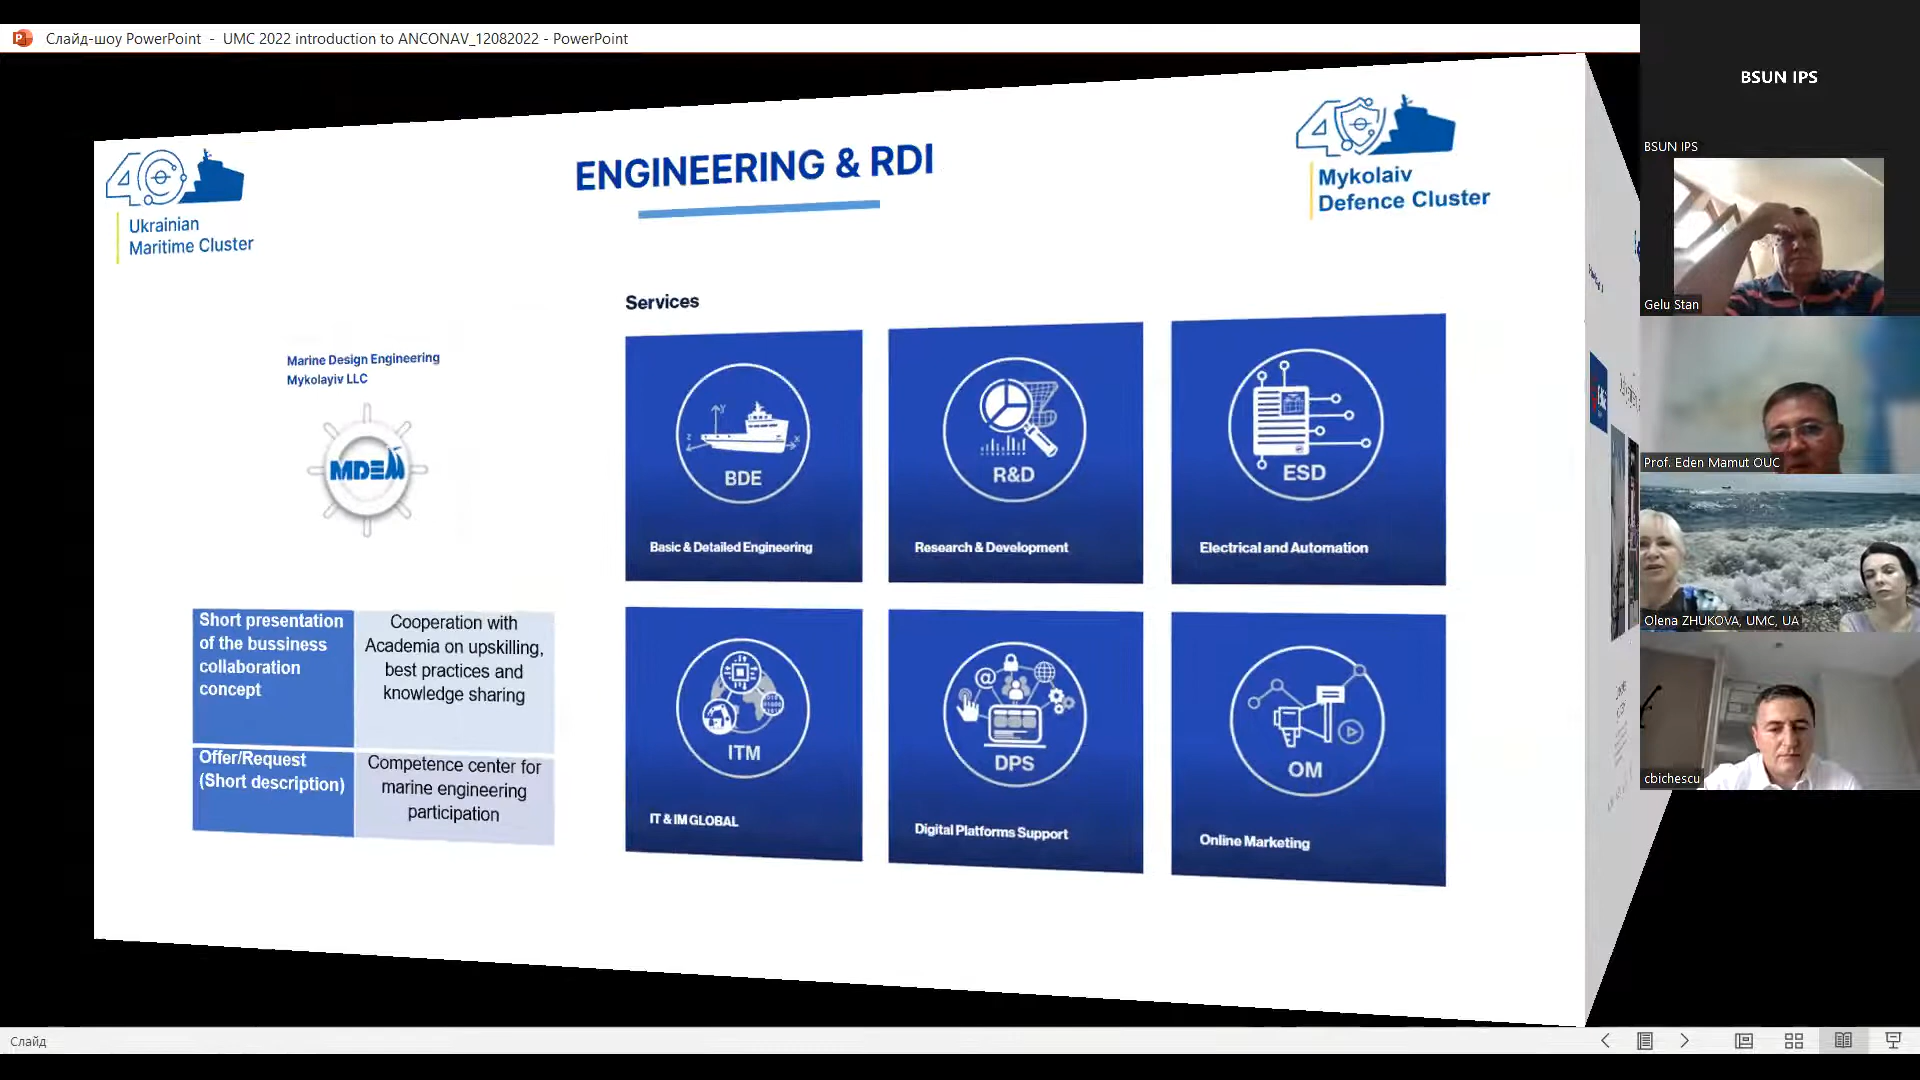 Слайд-шоу PowerPoint - UMC 2022 introduction to ANCONAV_12082022 - PowerPoint
BSUN IPS
BSUN IPS
Gelu Stan
Prof. Eden Mamut OUC
Olena ZHUKOVA, UMC, UA
cbichescu
40
Ukrainian
Maritime Cluster
ENGINEERING & RDI
40
Mykolaiv
Defence Cluster
Marine Design Engineering
Mykolayiv LLC
MDEM
Short presentation
of the bussiness
collaboration
concept
Cooperation with
Academia on upskilling,
best practices and
knowledge sharing
Offer/Request
(Short description)
Competence center for
marine engineering
participation
Services
Y
Z
X
BDE
Basic & Detailed Engineering
R&D
Research & Development
ESD
Electrical and Automation
ITM
IT & IM GLOBAL
@
DPS
Digital Platforms Support
OM
Online Marketing
Слайд